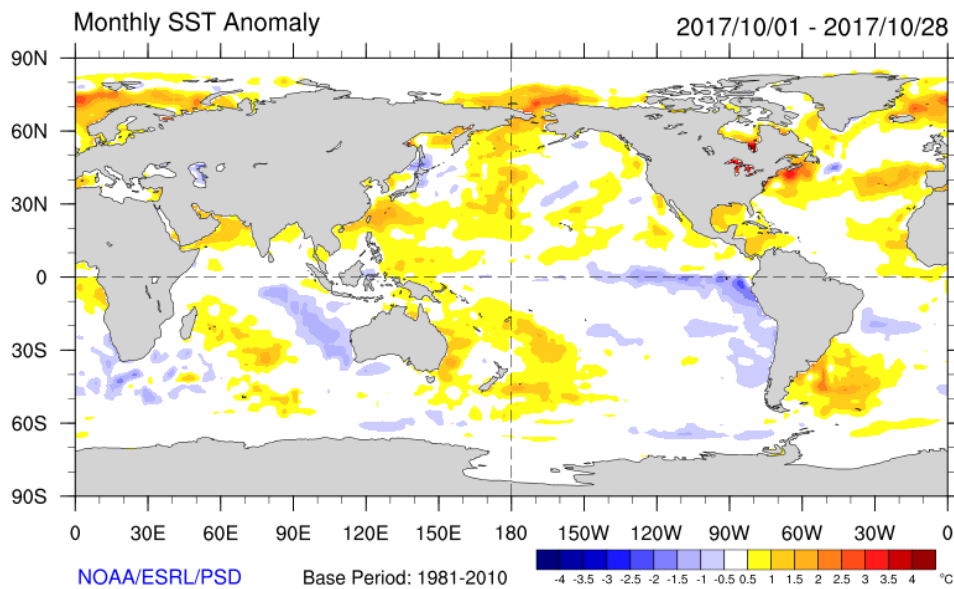 Monthly SST Anomaly 2017/10/01 - 2017/10/28
90N
60N
30N
0
30S
60S
90S
0 30E 60E 90E 120E 150E 180 150W 120W 90W 60W 30W 0
NOAA/ESRL/PSD Base Period: 1981-2010
-4 -3.5 -3 -2.5 -2 -1.5 -1 -0.5 0.5 1 1.5 2 2.5 3 3.5 4 °C